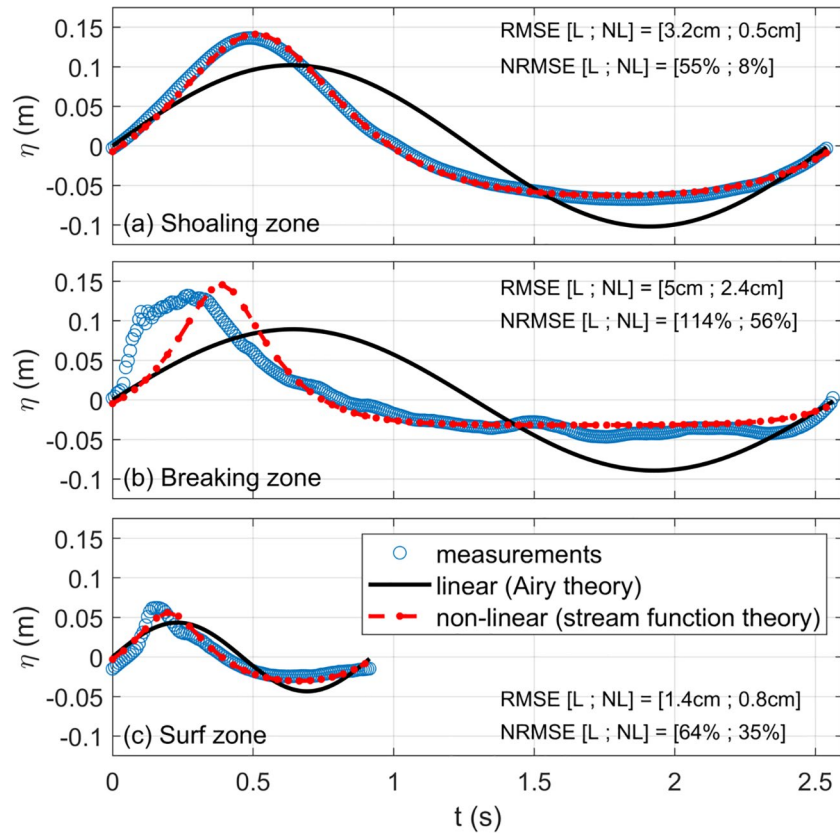 0.15
0.1
0.05
0
-0.05
-0.1
η (m)
RMSE [L ; NL] = [3.2cm ; 0.5cm]
NRMSE [L ; NL] = [55% ; 8%]
(a) Shoaling zone
0.15
0.1
0.05
0
-0.05
-0.1
η (m)
RMSE [L ; NL] = [5cm ; 2.4cm]
NRMSE [L ; NL] = [114% ; 56%]
(b) Breaking zone
0.15
0.1
0.05
0
-0.05
-0.1
η (m)
measurements
linear (Airy theory)
non-linear (stream function theory)
RMSE [L ; NL] = [1.4cm ; 0.8cm]
NRMSE [L ; NL] = [64% ; 35%]
(c) Surf zone
0 0.5 1 1.5 2 2.5
t (s)